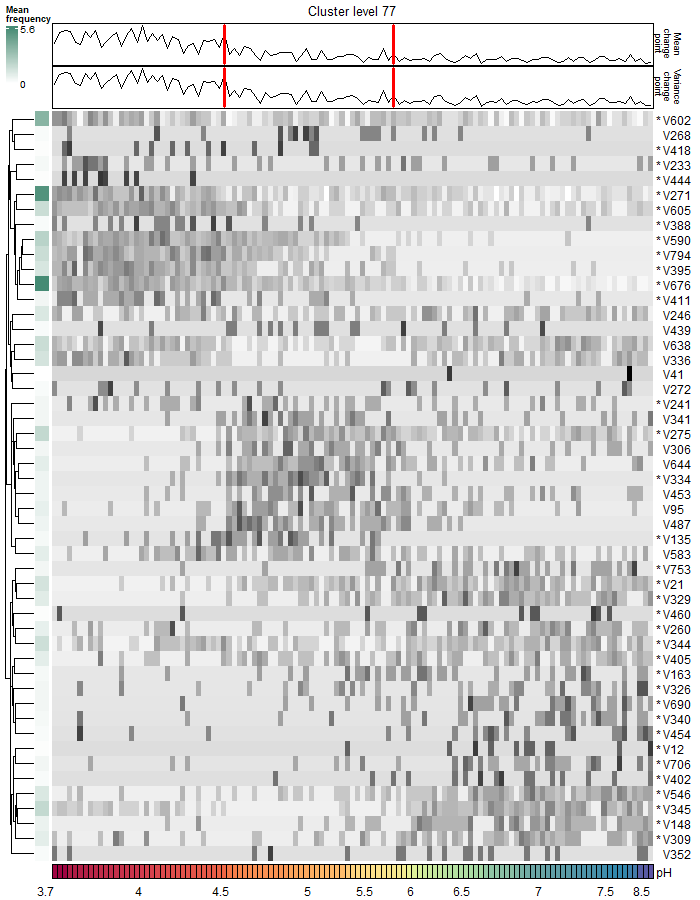 Mean
frequency
5.6
0
Cluster level 77
Mean
change
point
Variance
change
point
* V602
V268
* V418
* V233
* V444
* V271
* V605
* V388
* V590
* V794
* V395
* V676
* V411
V246
V439
V638
V336
V41
V272
* V241
V341
* V275
V306
V644
* V334
V453
V95
V487
* V135
V583
* V753
* V21
* V329
* V460
* V260
* V344
* V405
* V163
* V326
* V690
* V340
* V454
* V12
* V706
* V402
* V546
* V345
* V148
* V309
V352
pH
3.7 4 4.5 5 5.5 6 6.5 7 7.5 8.5